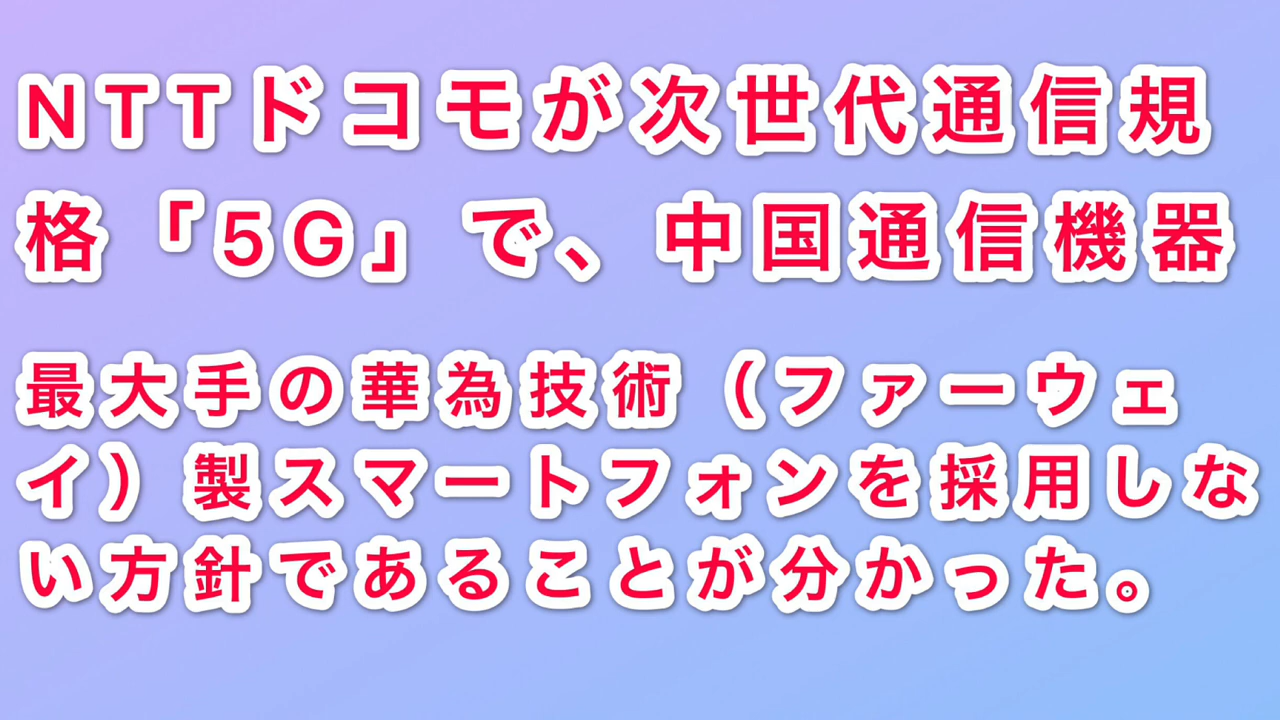 NTTドコモが次世代通信規
格「5G」で、中国通信機器
最大手の華為技術（ファーウェ
イ）製スマートフォンを採用しな
い方針であることが分かった。